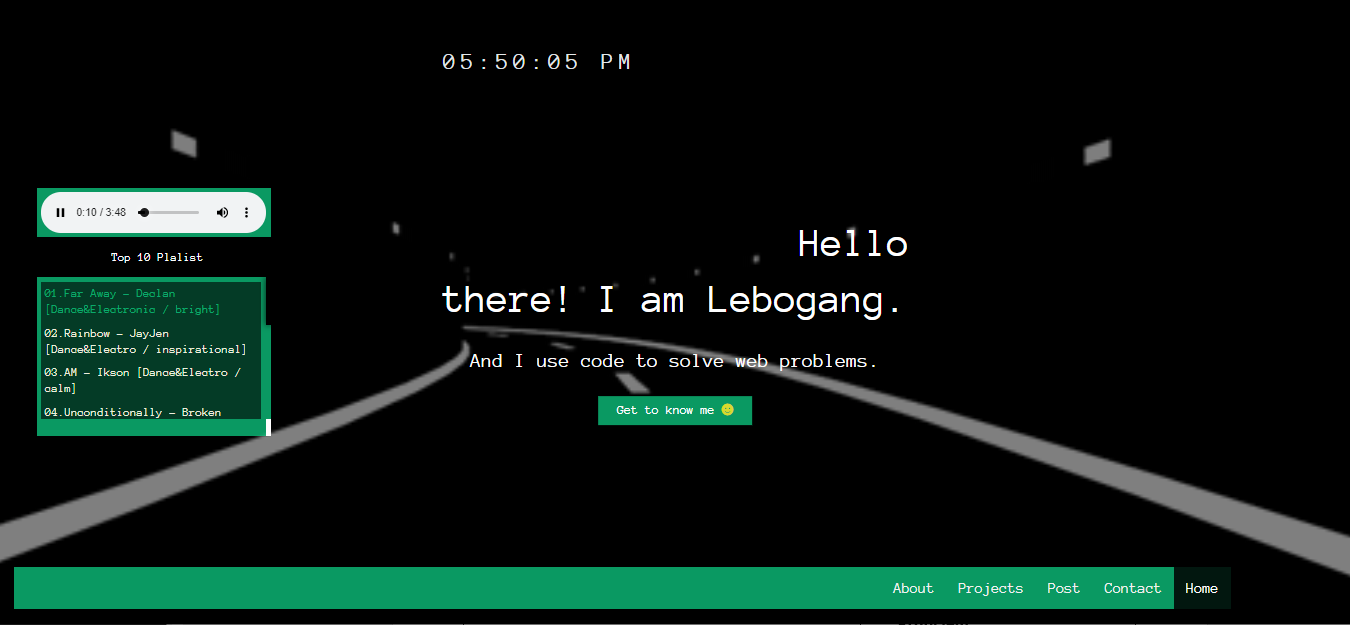 05:50:05 PM
0:10 / 3:48
Top 10 Plalist
01.Far Away - Declan
[Dance&Electronic / bright]
02.Rainbow - JayJen
[Dance&Electro / inspirational]
03.AM - Ikson [Dance&Electro /
calm]
04.Unconditionally - Broken
Hello
there! I am Lebogang.
And I use code to solve web problems.
Get to know me 🙂
About Projects Post Contact Home